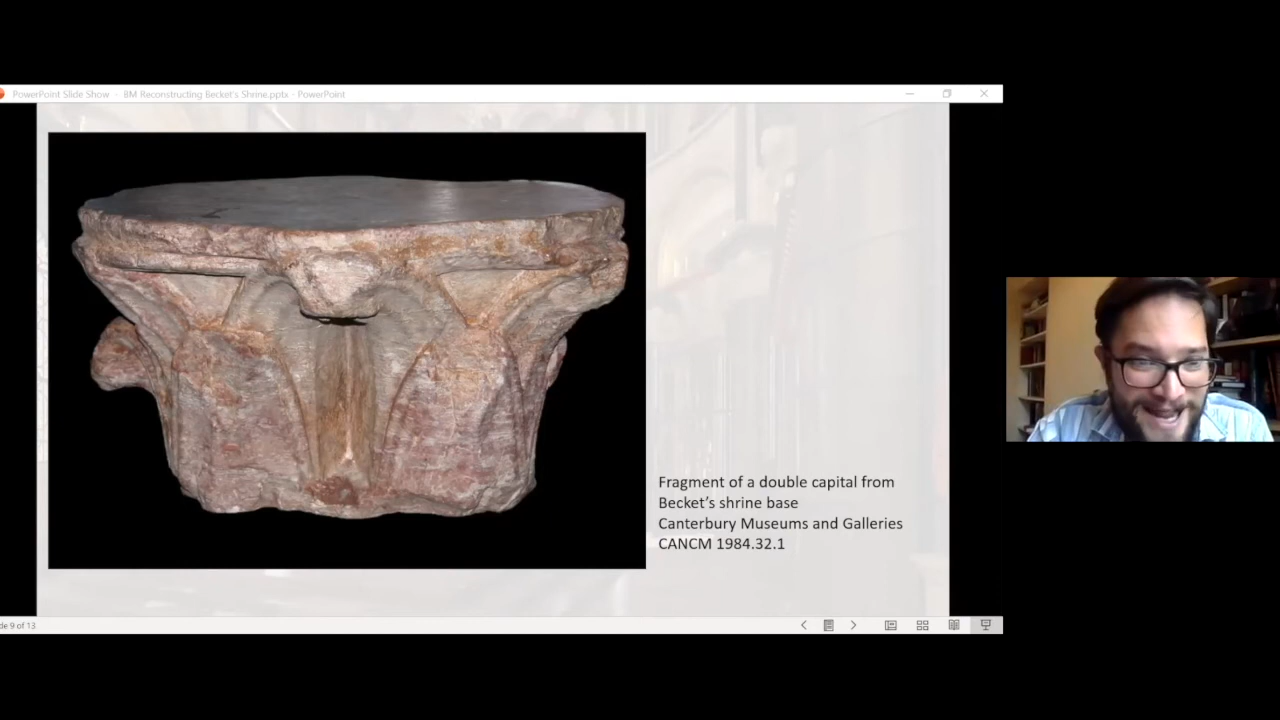 PowerPoint Slide Show - BM Reconstructing Becket's Shrine.pptx - PowerPoint
Fragment of a double capital from
Becket's shrine base
Canterbury Museums and Galleries
CANCM 1984.32.1
de 9 of 13